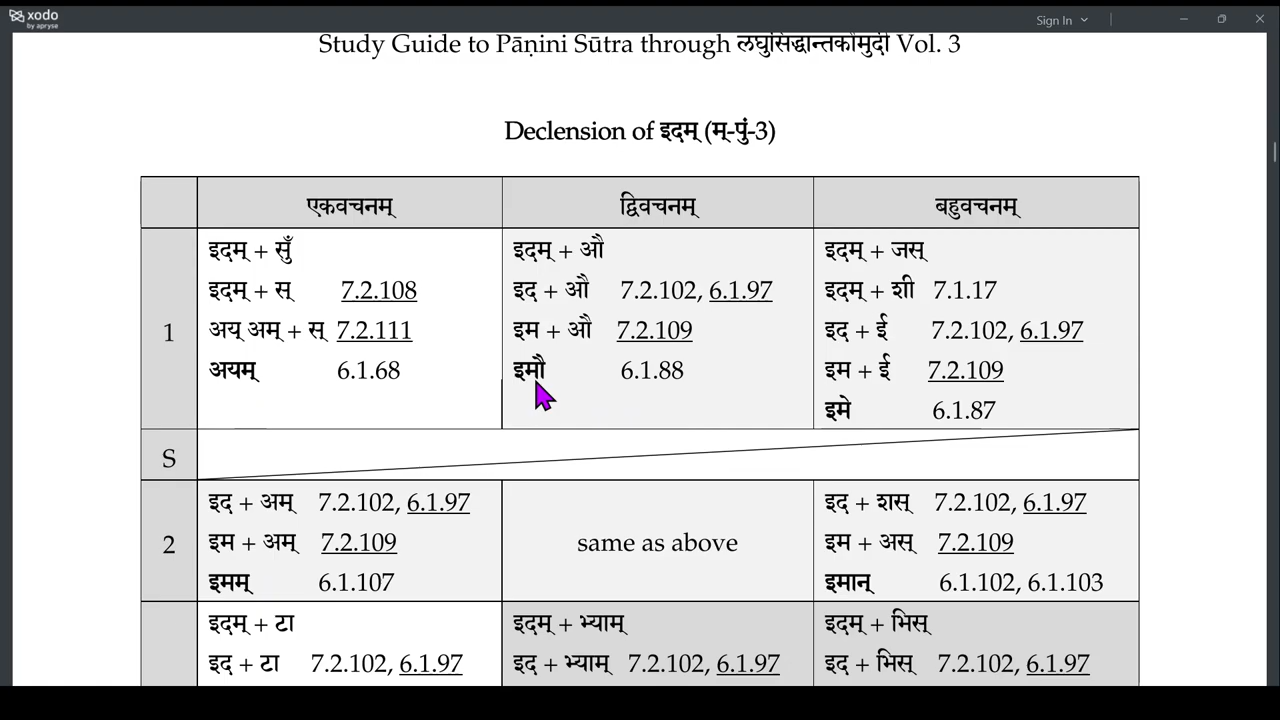 xodo
by apryse
Sign In
Study Guide to Pāṇini Sūtra through लघुसिद्धान्तकौमुदी Vol. 3
Declension of इदम् (म्-पुं-3)
एकवचनम् द्विवचनम् बहुवचनम्
1
इदम् + सुँ
इदम् + स् 7.2.108
अय् अम् + स् 7.2.111
अयम् 6.1.68
इदम् + औ
इद + औ 7.2.102, 6.1.97
इम + औ 7.2.109
इमौ 6.1.88
इदम् + जस्
इदम् + शी 7.1.17
इद + ई 7.2.102, 6.1.97
इम + ई 7.2.109
इमे 6.1.87
S
2
इद + अम् 7.2.102, 6.1.97
इम + अम् 7.2.109
इमम् 6.1.107
same as above
इद + शस् 7.2.102, 6.1.97
इम + अस् 7.2.109
इमान् 6.1.102, 6.1.103
इदम् + टा
इद + टा 7.2.102, 6.1.97
इदम् + भ्याम्
इद + भ्याम् 7.2.102, 6.1.97
इदम् + भिस्
इद + भिस् 7.2.102, 6.1.97